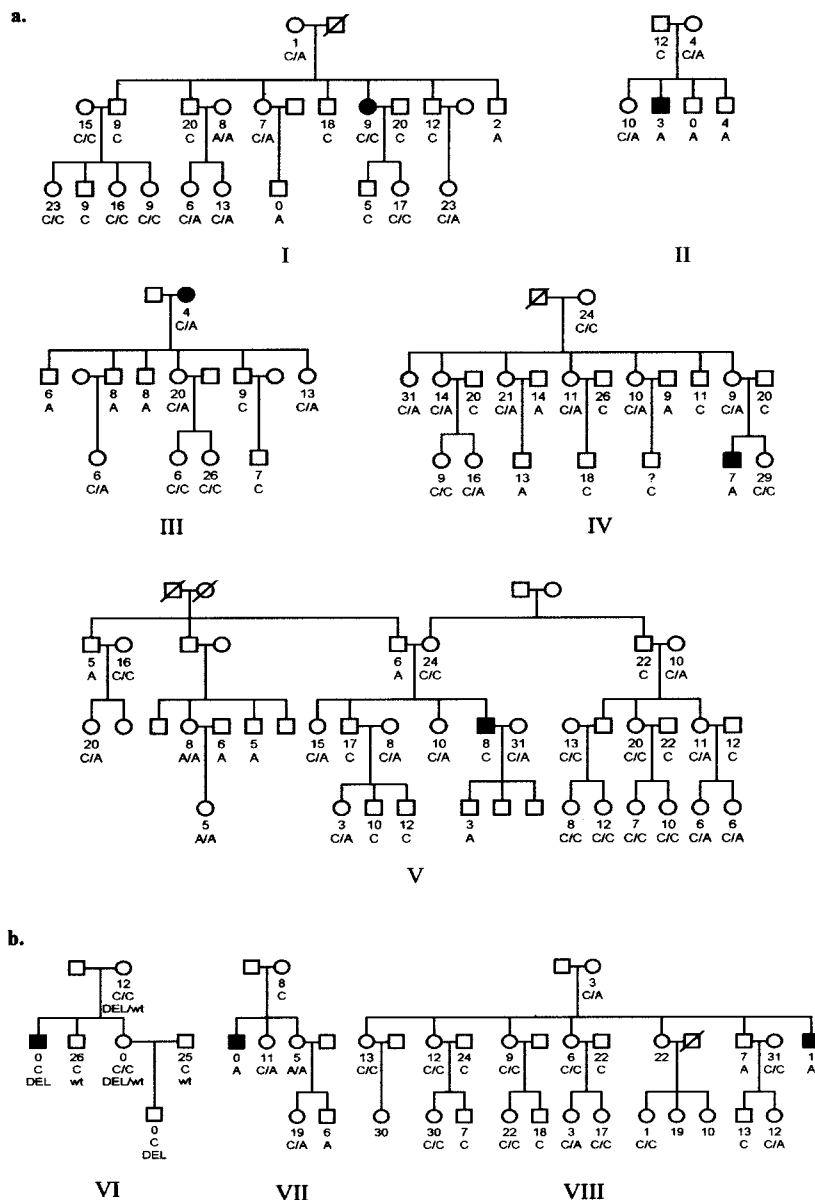 a.
1 12 4
C/A C C/A
15 9 20 8 7 18 9 20 12 2 10 3 0 4
C/C C C A/A C/A C C/C C C A C/A A A A
23 9 16 9 6 13 0 5 17 23
C/C C C/C C/C C/A C/A A C C/C C/A
I II
4 24
C/A C/C
6 8 8 20 9 13 31 14 20 21 14 11 26 10 9 11 9 20
A A A C/A C C/A C/A C/A C C/A A C/A C C/A A C C/A C
6 6 26 7 9 16 13 18 ? 7 29
C/A C/C C/C C C/C C/A A C C A C/C
III IV
5 16 6 24 22 10
A C/C A C/C C C/A
20 8 6 5 15 17 8 10 8 31 13 20 22 11 12
C/A A/A A A C/A C C/A C/A C C/A C/C C/C C C/A C
5 3 10 12 3 8 12 7 10 6 6
A/A C/A C C A C/C C/C C/C C/C C/A C/A
V
b.
12 8 3
C/C C C/A
DEL/wt
0 26 0 25 0 11 5 13 12 24 9 6 22 22 7 31 1
C C C/C C A C/A A/A C/C C/C C C/C C/C C A C/C A
DEL wt DEL/wt wt
0 19 6 30 30 7 22 18 3 17 1 19 10 13 12
C C/A A C/C C C/C C C/A C/C C/C C C/A
DEL
VI VII VIII